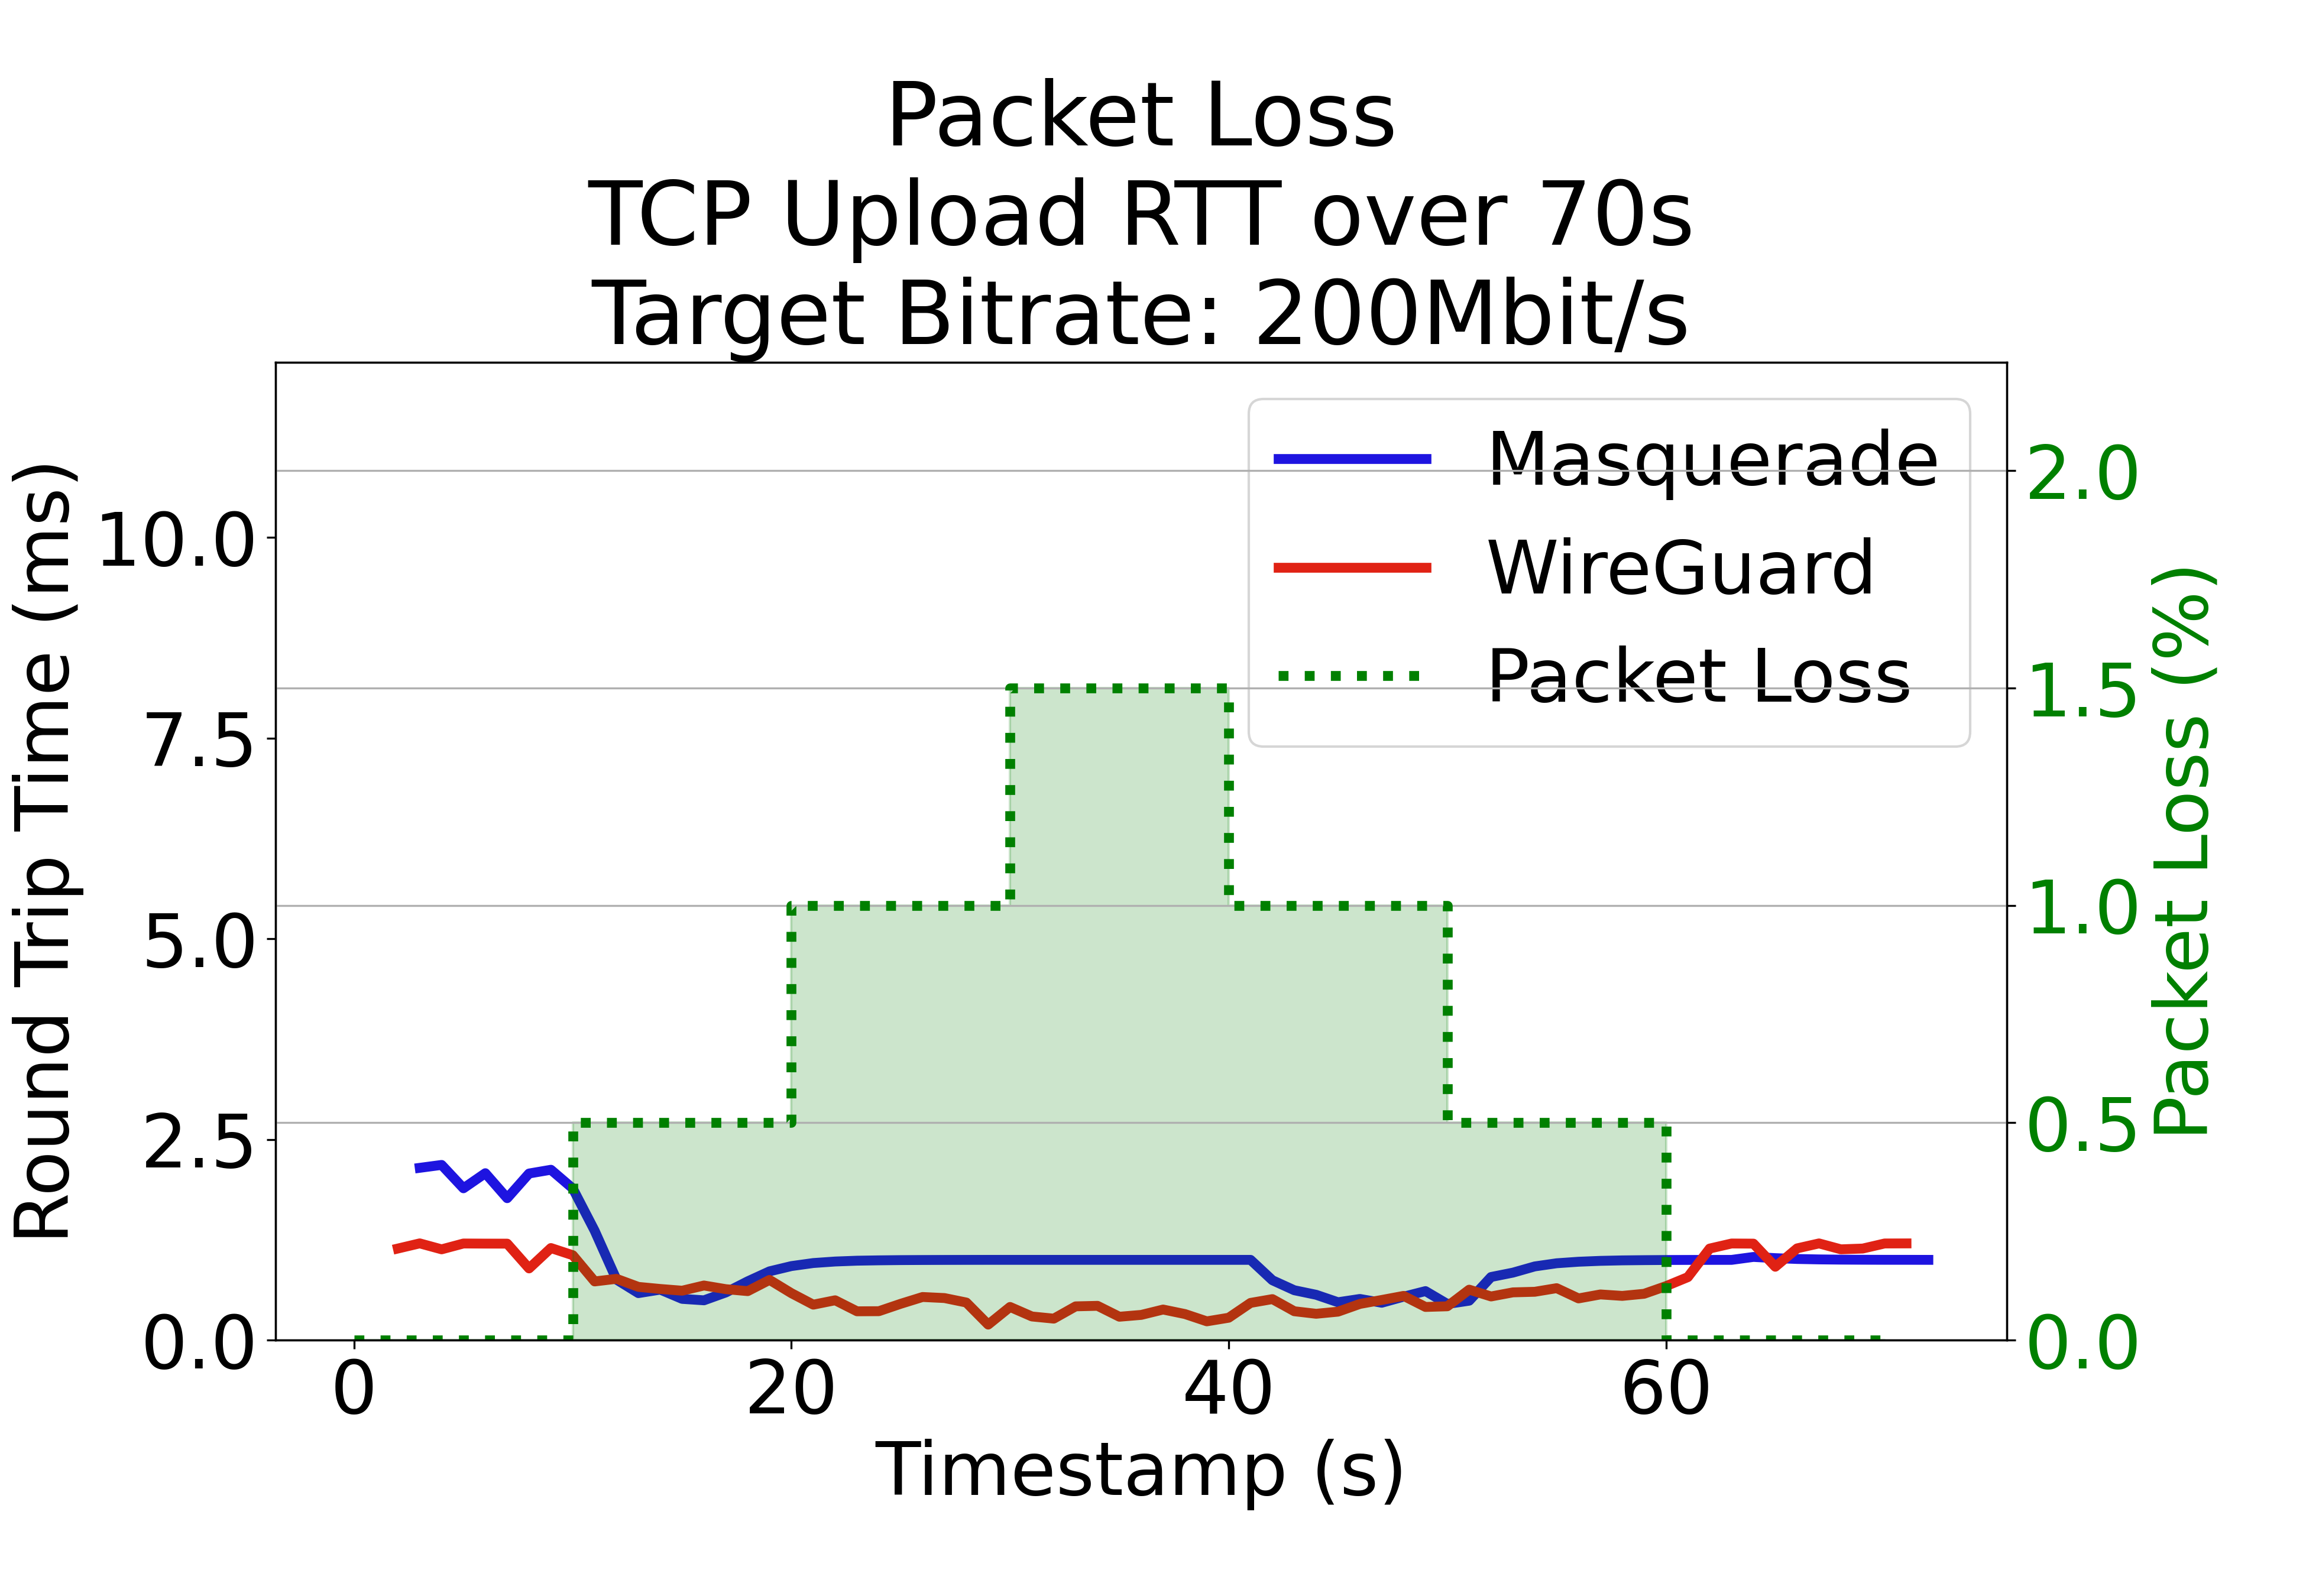 Packet Loss
TCP Upload RTT over 70s
Target Bitrate: 200Mbit/s
Round Trip Time (ms)
10.0
7.5
5.0
2.5
0.0
Masquerade
WireGuard
Packet Loss
2.0
1.5
1.0
0.5
0.0
Packet Loss (%)
0
20
40
60
Timestamp (s)